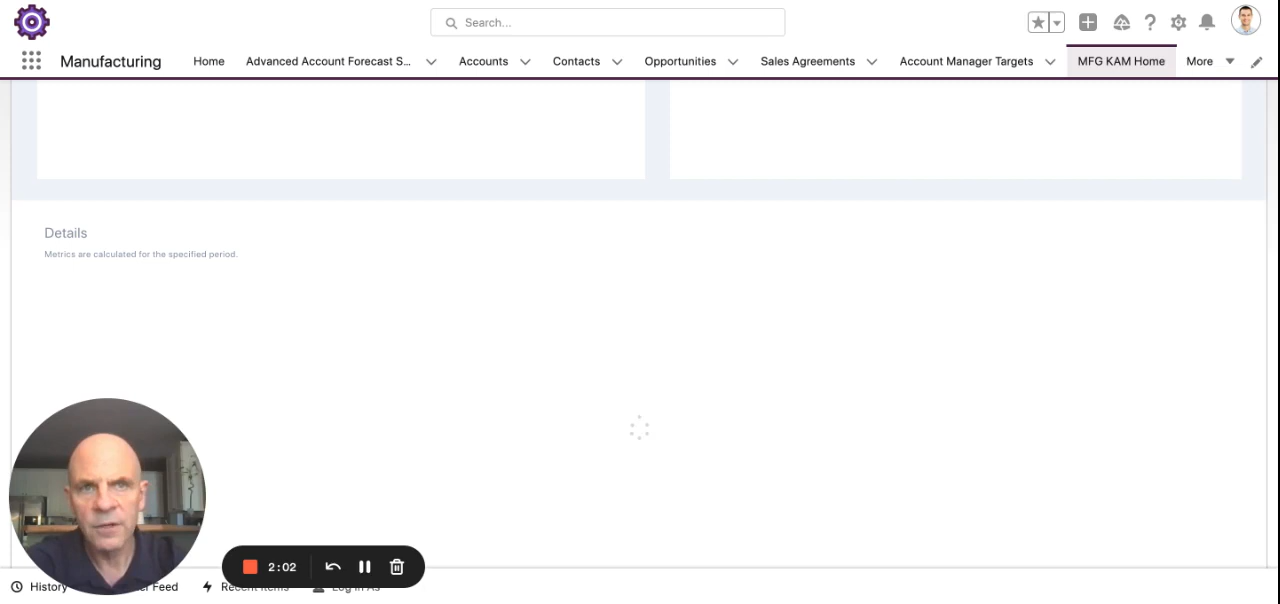 Search...
Manufacturing Home Advanced Account Forecast S... Accounts Contacts Opportunities Sales Agreements Account Manager Targets MFG KAM Home More
Details
Metrics are calculated for the specified period.
2:02
History Feed Recent Items Log In As